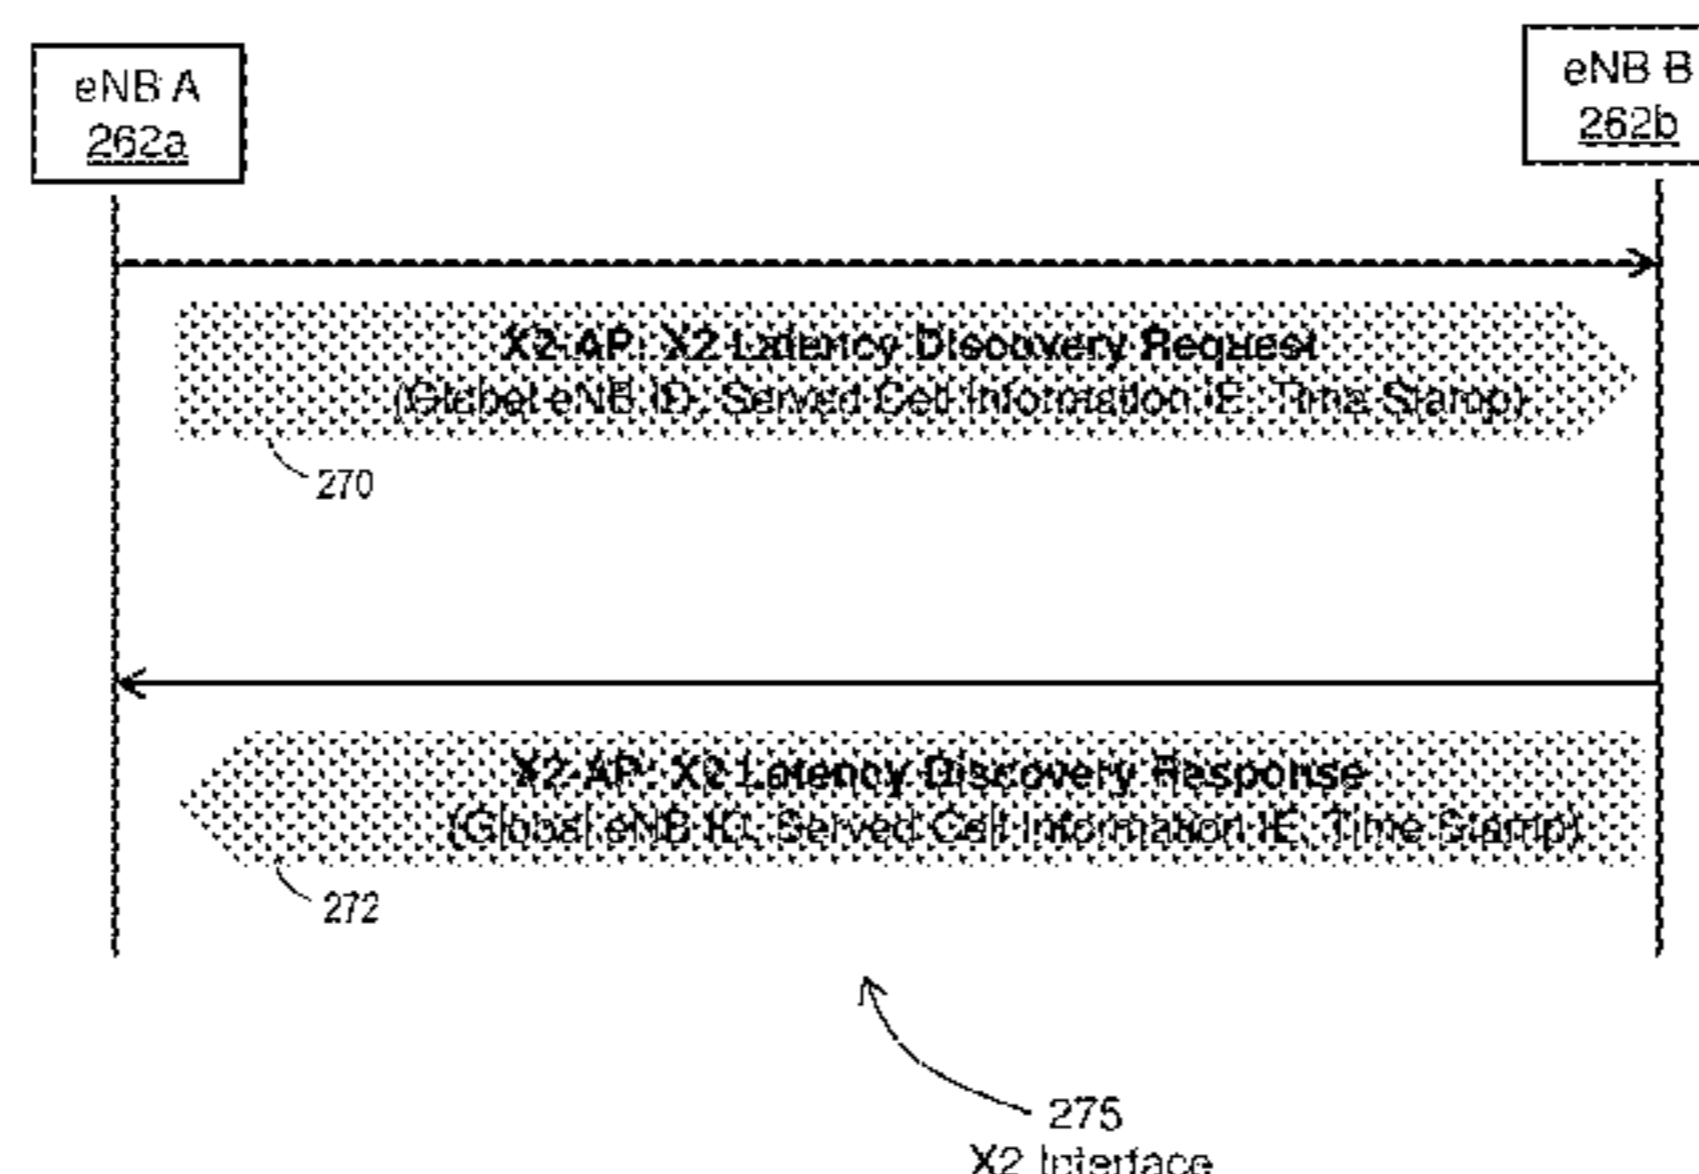 eNB A
262a
eNB B
262b
X2-AP: X2 Latency Discovery Request
(Global eNB ID, Served Cell Information IE, Time Stamp)
270
X2-AP: X2 Latency Discovery Response
(Global eNB ID, Served Cell Information IE, Time Stamp)
272
275
X2 Interface